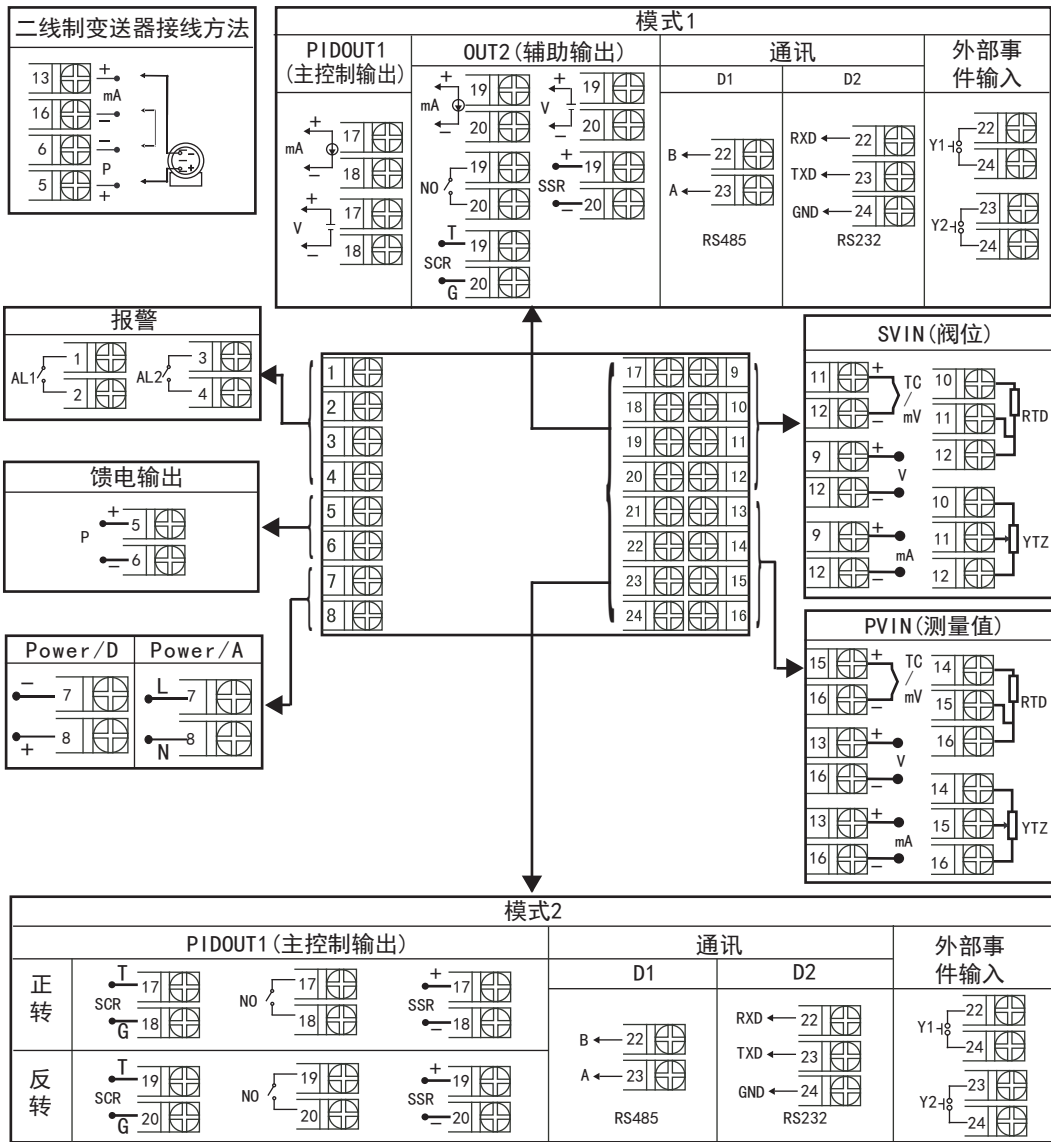 二线制变送器接线方法
13 +
mA
16 —
6 —
P
5 +
模式1
PIDOUT1
(主控制输出)
OUT2(辅助输出)
通讯
外部事
件输入
D1
D2
+
mA 17
— 18
+
V 17
— 18
+
mA 19
— 20
+
V 19
— 20
NO 19
20
+ 19
SSR
— 20
T 19
SCR
G 20
B 22
A 23
RS485
RXD 22
TXD 23
GND 24
RS232
Y1 22
24
Y2 23
24
报警
AL1 1
2
AL2 3
4
馈电输出
+ 5
P
— 6
Power/D
Power/A
— 7
+ 8
L 7
N 8
1
2
3
4
5
6
7
8
17 9
18 10
19 11
20 12
21 13
22 14
23 15
24 16
SVIN(阀位)
11 + TC
/
12 — mV
10
11 RTD
12
9 +
V
12 —
9 +
mA
12 —
10
11 YTZ
12
PVIN(测量值)
15 + TC
/
16 — mV
14
15 RTD
16
13 +
V
16 —
13 +
mA
16 —
14
15 YTZ
16
模式2
PIDOUT1(主控制输出)
通讯
外部事
件输入
D1
D2
正
转
T 17
SCR
G 18
NO 17
18
+ 17
SSR
— 18
反
转
T 19
SCR
G 20
NO 19
20
+ 19
SSR
— 20
B 22
A 23
RS485
RXD 22
TXD 23
GND 24
RS232
Y1 22
24
Y2 23
24